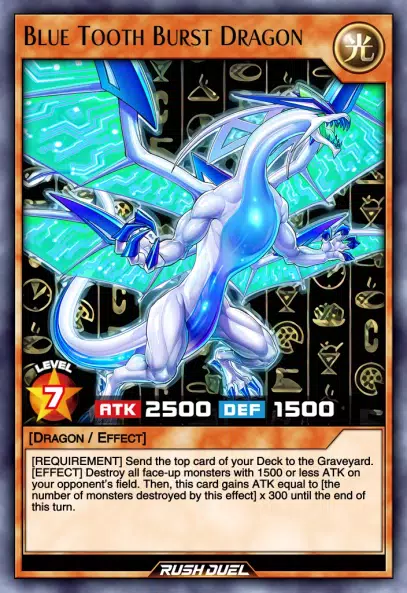 BLUE TOOTH BURST DRAGON
光
LEVEL
7
ATK 2500 DEF 1500
[DRAGON / EFFECT]
[REQUIREMENT] Send the top card of your Deck to the Graveyard.
[EFFECT] Destroy all face-up monsters with 1500 or less ATK on
your opponent's field. Then, this card gains ATK equal to [the
number of monsters destroyed by this effect] x 300 until the end of
this turn.
RUSH DUEL